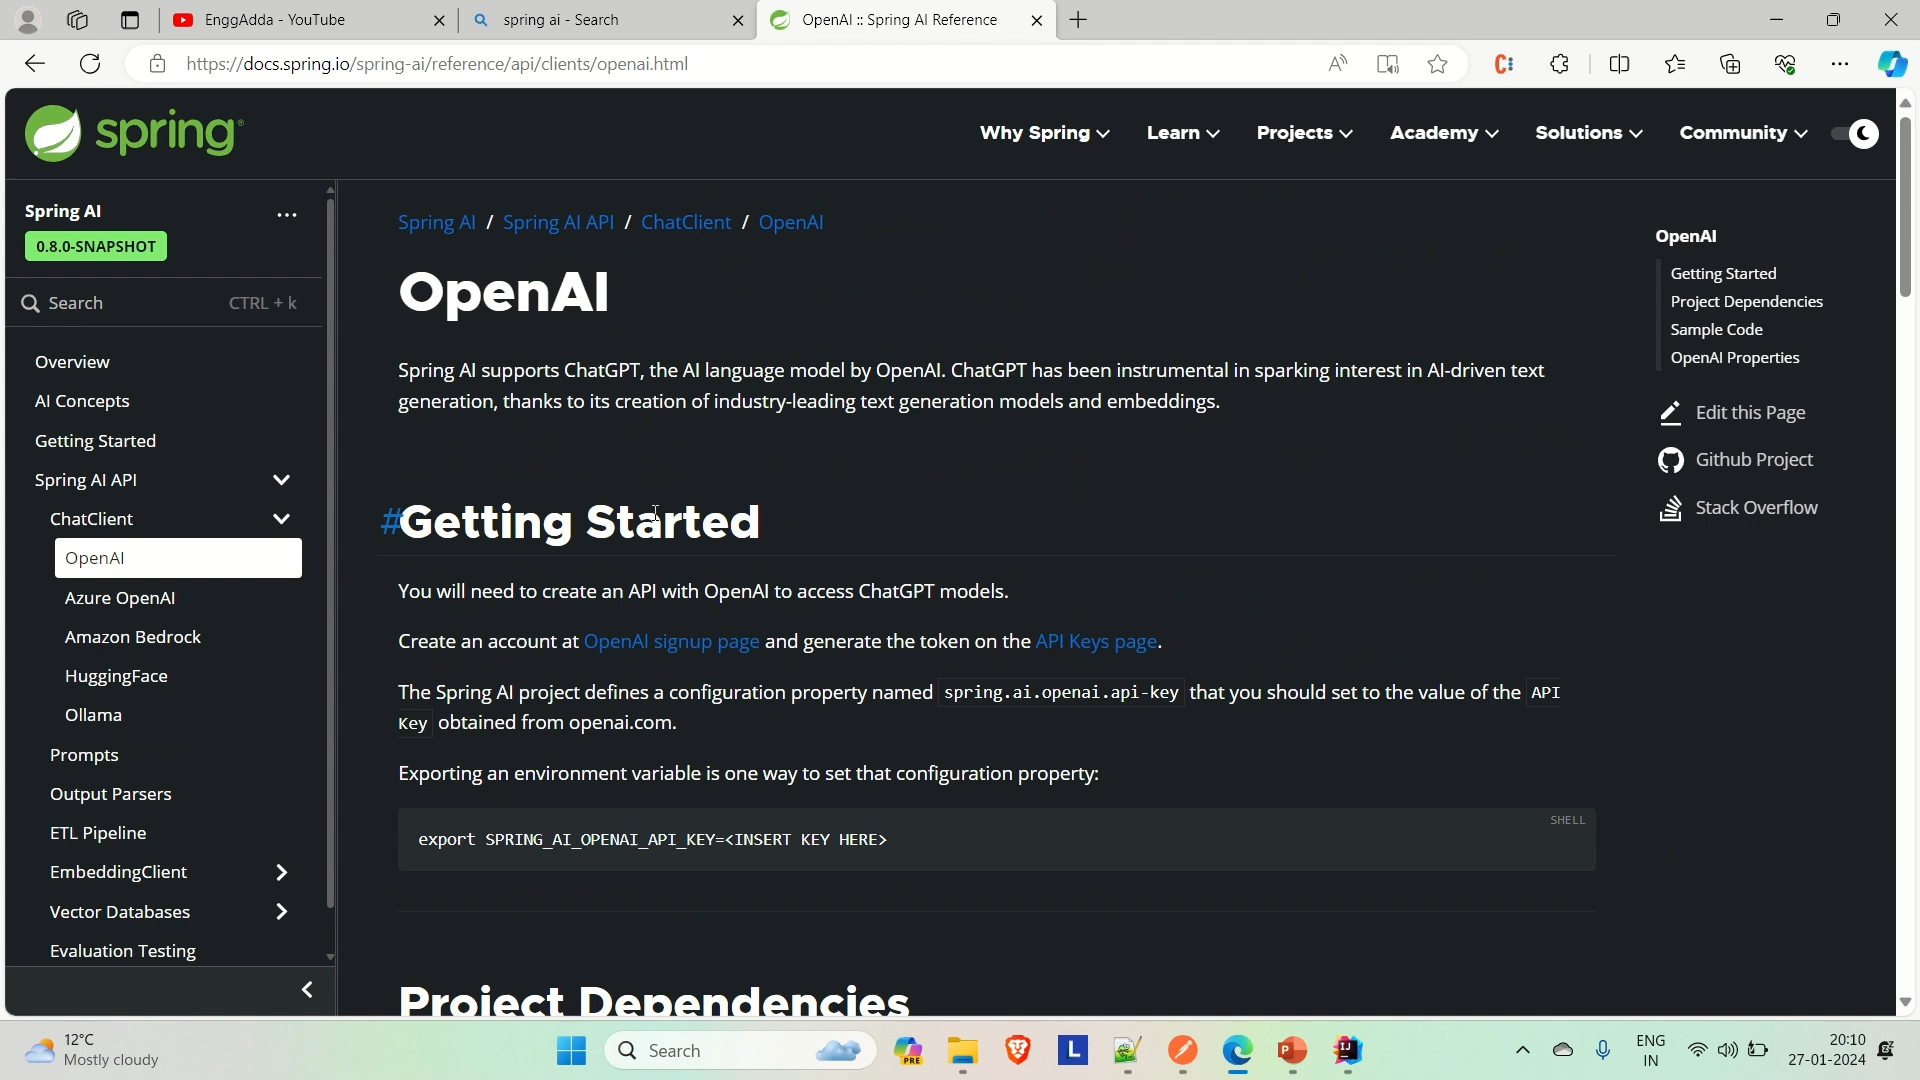 EnggAdda - YouTube
spring ai - Search
OpenAI :: Spring AI Reference
https://docs.spring.io/spring-ai/reference/api/clients/openai.html
spring
Why Spring
Learn
Projects
Academy
Solutions
Community
Spring AI
0.8.0-SNAPSHOT
Search CTRL + k
Overview
AI Concepts
Getting Started
Spring AI API
ChatClient
OpenAI
Azure OpenAI
Amazon Bedrock
HuggingFace
Ollama
Prompts
Output Parsers
ETL Pipeline
EmbeddingClient
Vector Databases
Evaluation Testing
Spring AI / Spring AI API / ChatClient / OpenAI
OpenAI
Spring AI supports ChatGPT, the AI language model by OpenAI. ChatGPT has been instrumental in sparking interest in AI-driven text
generation, thanks to its creation of industry-leading text generation models and embeddings.
#Getting Started
You will need to create an API with OpenAI to access ChatGPT models.
Create an account at OpenAI signup page and generate the token on the API Keys page.
The Spring AI project defines a configuration property named spring.ai.openai.api-key that you should set to the value of the API
Key obtained from openai.com.
Exporting an environment variable is one way to set that configuration property:
SHELL
export SPRING_AI_OPENAI_API_KEY=<INSERT KEY HERE>
Project Dependencies
OpenAI
Getting Started
Project Dependencies
Sample Code
OpenAI Properties
Edit this Page
Github Project
Stack Overflow
12°C
Mostly cloudy
Search
PRE
ENG
IN
20:10
27-01-2024